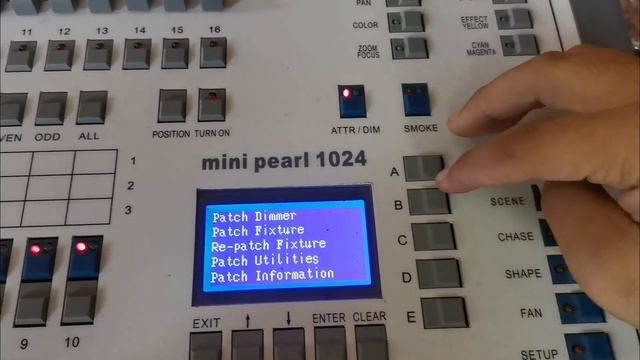 PAN
COLOR
EFFECT
YELLOW
ZOOM
FOCUS
CYAN
MAGENTA
11 12 13 14 15 16
VEN ODD ALL
POSITION TURN ON
ATTR / DIM
SMOKE
mini pearl 1024
1
2
3
A
B
C
D
E
Patch Dimmer
Patch Fixture
Re-patch Fixture
Patch Utilities
Patch Information
SCENE
CHASE
SHAPE
FAN
SETUP
9 10
EXIT ↑ ↓ ENTER CLEAR